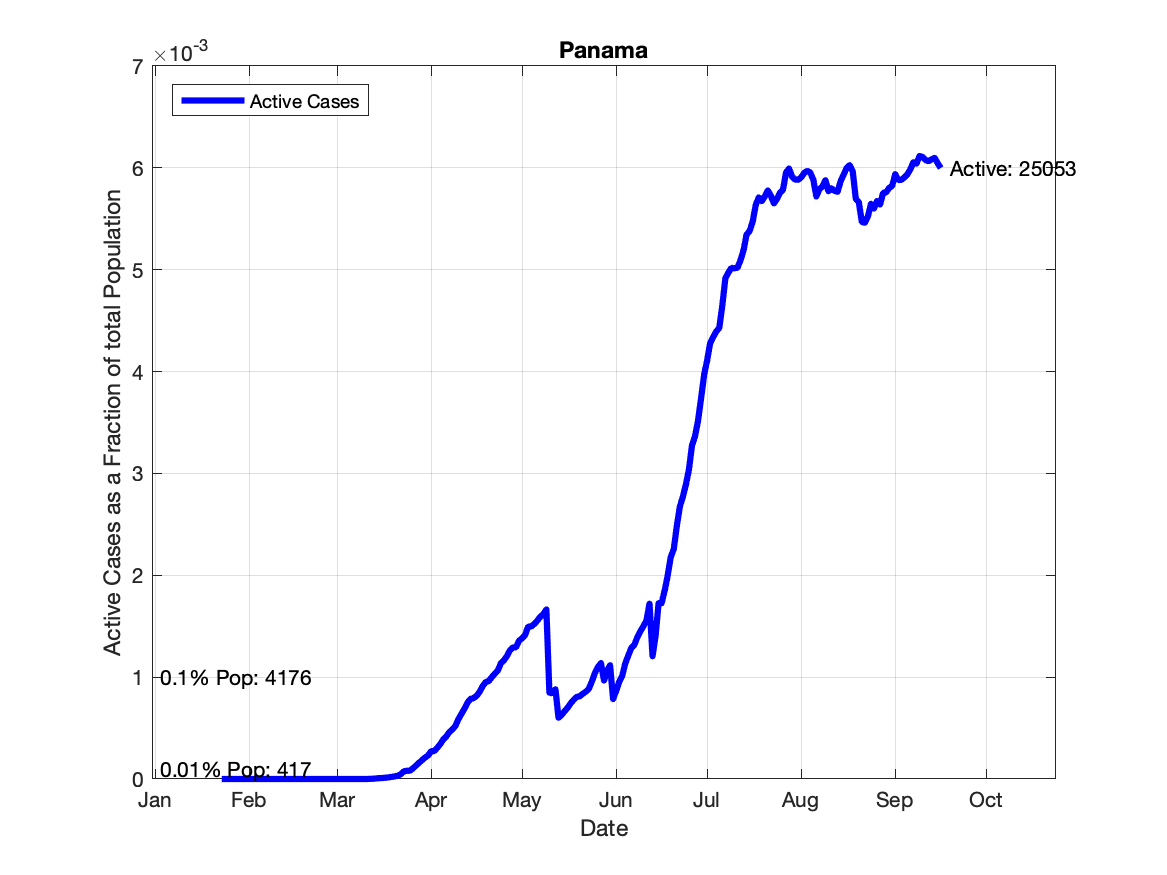 Panama
×10-3
7
Active Cases
6
Active: 25053
5
4
3
2
1
0.1% Pop: 4176
0
0.01% Pop: 417
Active Cases as a Fraction of total Population
Jan Feb Mar Apr May Jun Jul Aug Sep Oct
Date